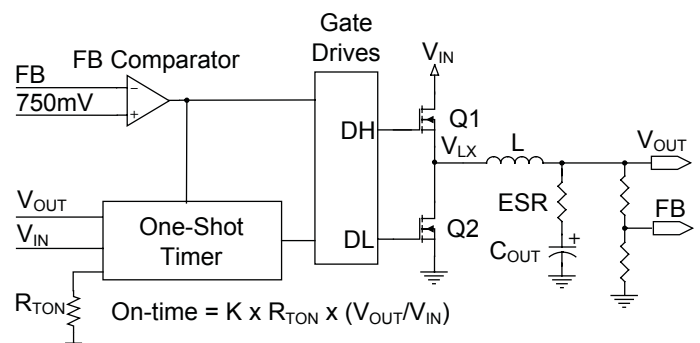 Gate
Drives
FB Comparator
V_IN
FB
−
750mV
+
DH
Q1
V_LX
L
V_OUT
V_OUT
One-Shot
Timer
V_IN
ESR
FB
DL
Q2
C_OUT
+
R_TON
On-time = K x R_TON x (V_OUT/V_IN)